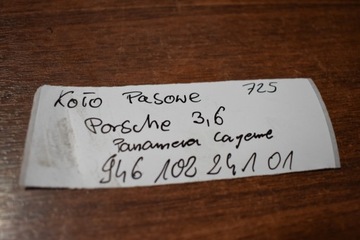 Koło Pasowe 725
Porsche 3,6
Panamera Cayenne
946 102 241 01